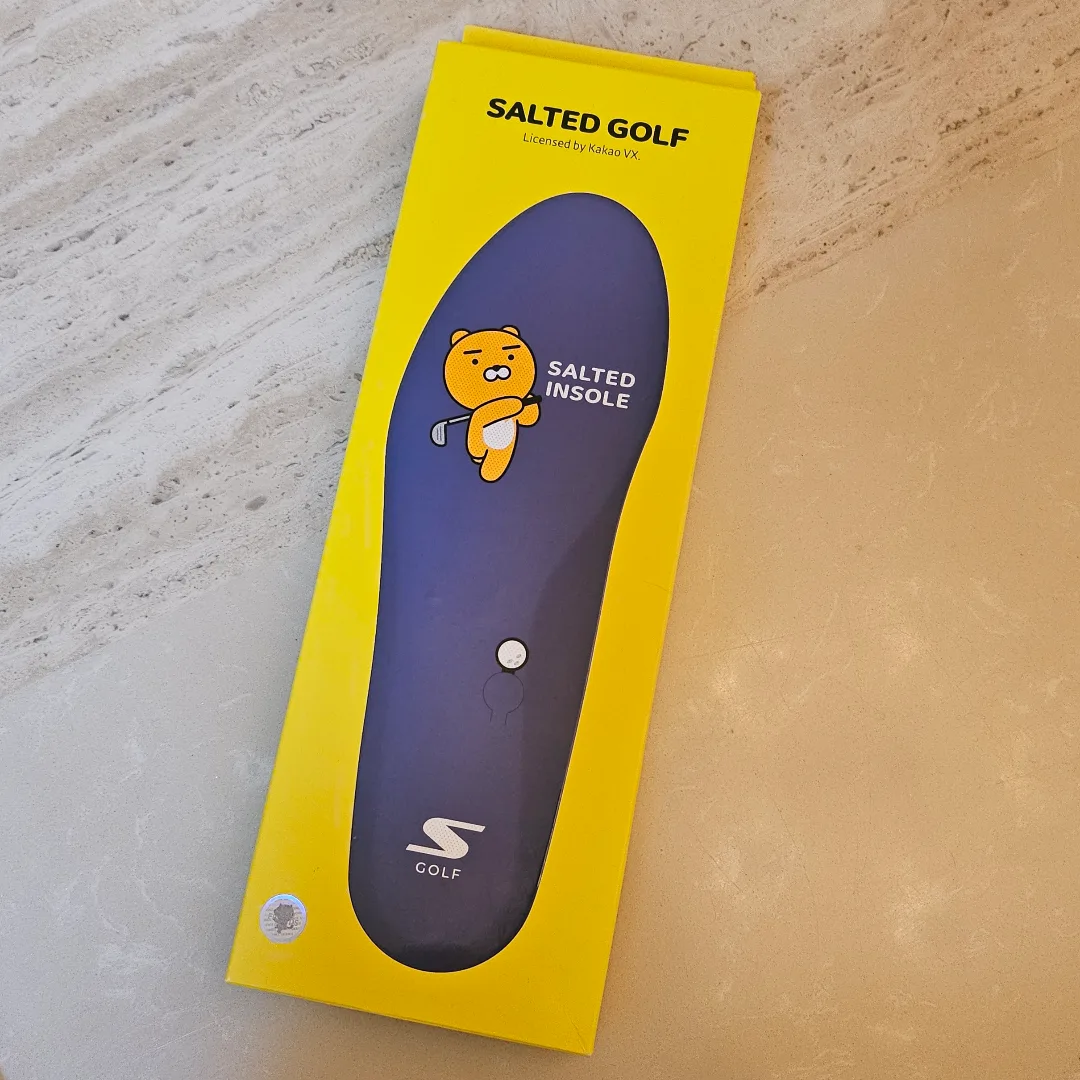 SALTED GOLF
Licensed by Kakao VX.
SALTED
INSOLE
GOLF